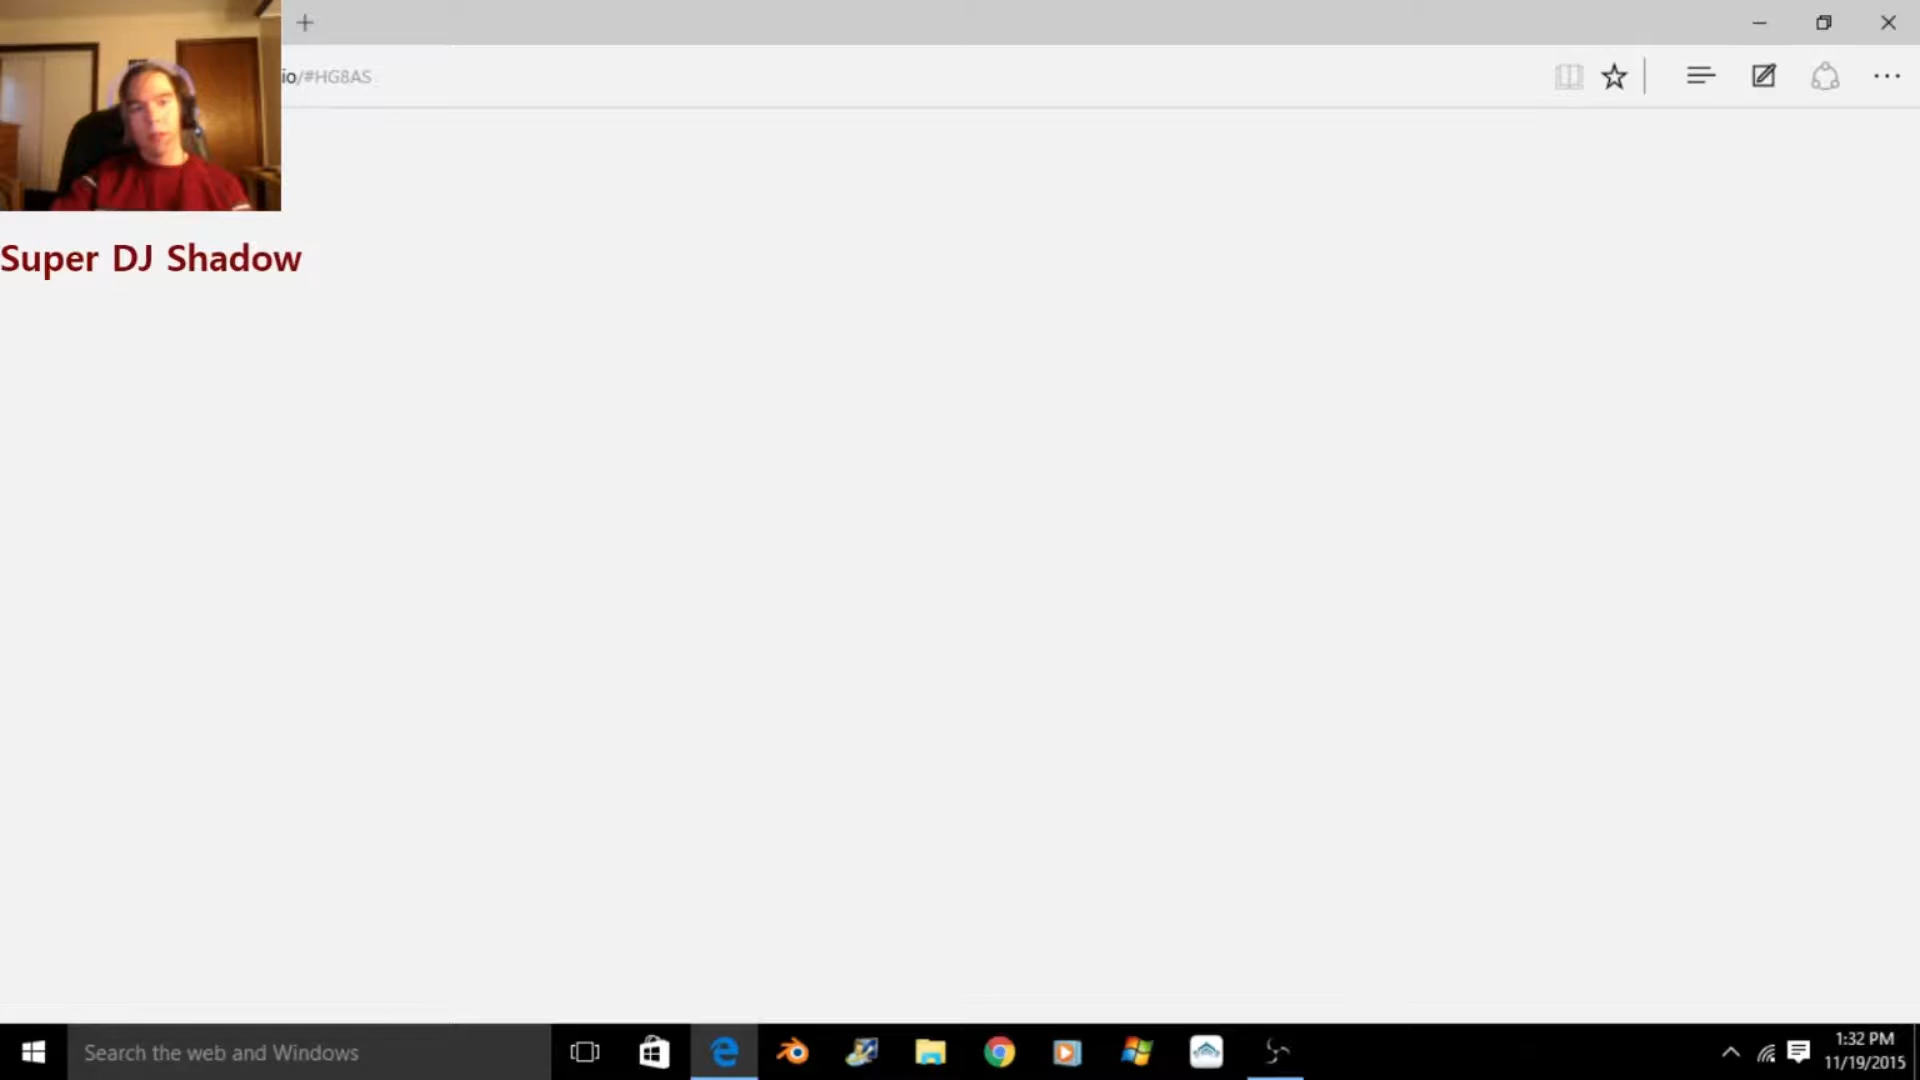 io/#HG8AS
Super DJ Shadow
Search the web and Windows
1:32 PM
11/19/2015